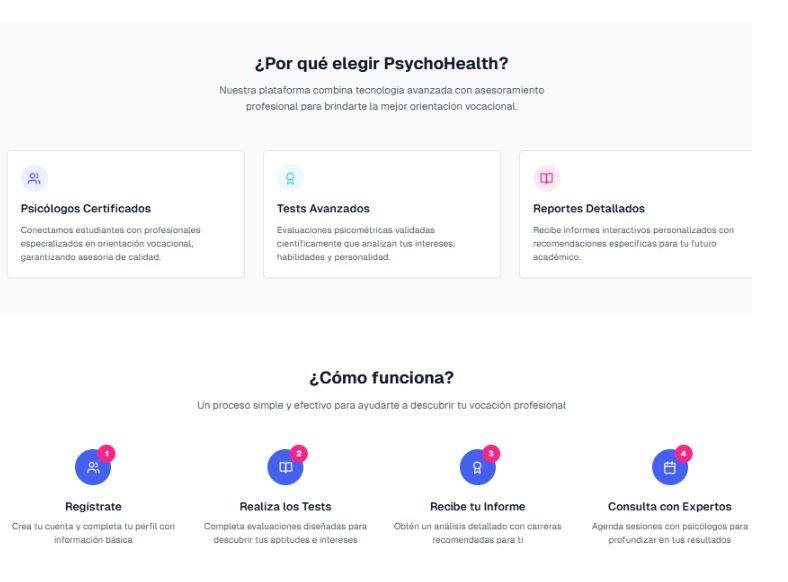 ¿Por qué elegir PsychoHealth?
Nuestra plataforma combina tecnología avanzada con asesoramiento
profesional para brindarte la mejor orientación vocacional.
Psicólogos Certificados
Conectamos estudiantes con profesionales
especializados en orientación vocacional,
garantizando asesoría de calidad.
Tests Avanzados
Evaluaciones psicométricas validadas
científicamente que analizan tus intereses,
habilidades y personalidad.
Reportes Detallados
Recibe informes interactivos personalizados con
recomendaciones específicas para tu futuro
académico.
¿Cómo funciona?
Un proceso simple y efectivo para ayudarte a descubrir tu vocación profesional
1
Regístrate
Crea tu cuenta y completa tu perfil con
información básica
2
Realiza los Tests
Completa evaluaciones diseñadas para
descubrir tus aptitudes e intereses
3
Recibe tu Informe
Obtén un análisis detallado con carreras
recomendadas para ti
4
Consulta con Expertos
Agenda sesiones con psicólogos para
profundizar en tus resultados